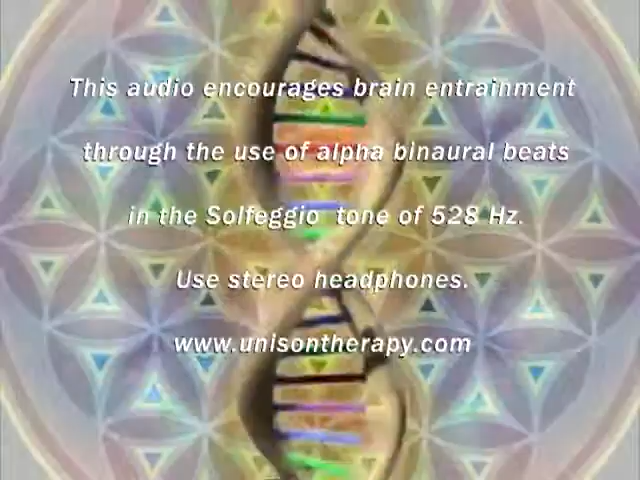 This audio encourages brain entrainment
through the use of alpha binaural beats
in the Solfeggio tone of 528 Hz.
Use stereo headphones.
www.unisontherapy.com